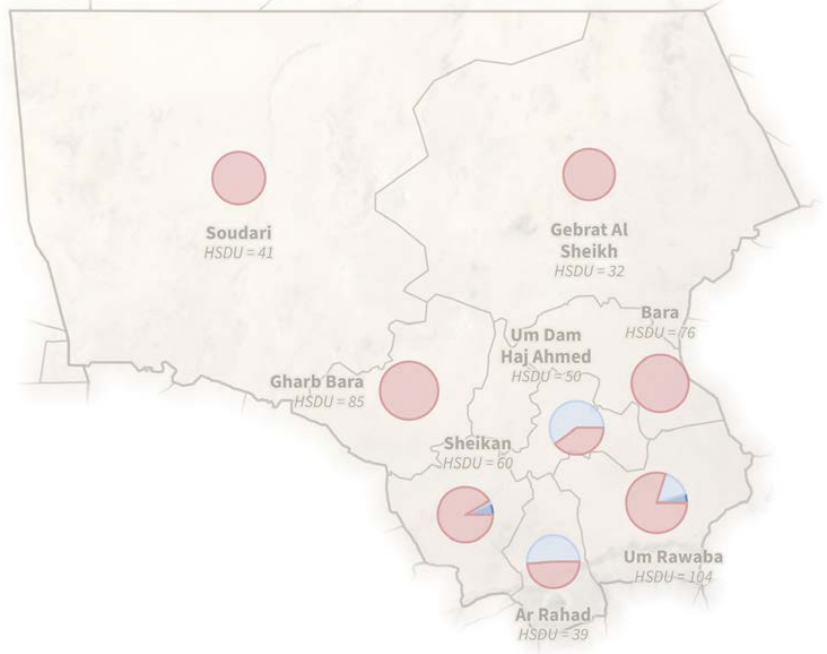 Soudari
HSDU = 41
Gebrat Al
Sheikh
HSDU = 32
Bara
HSDU = 76
Um Dam
Haj Ahmed
HSDU = 50
Gharb Bara
HSDU = 85
Sheikan
HSDU = 60
Um Rawaba
HSDU = 104
Ar Rahad
HSDU = 39